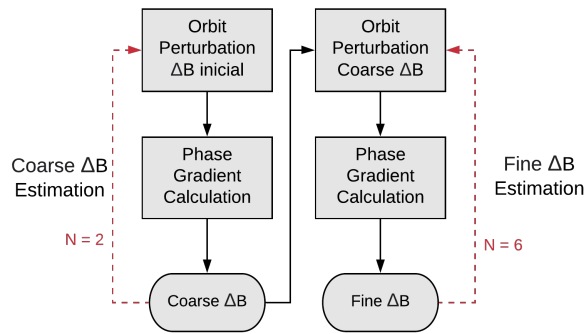 Orbit
Perturbation
ΔB inicial
Orbit
Perturbation
Coarse ΔB
Coarse ΔB
Estimation
Phase
Gradient
Calculation
Phase
Gradient
Calculation
Fine ΔB
Estimation
N = 2
N = 6
Coarse ΔB
Fine ΔB